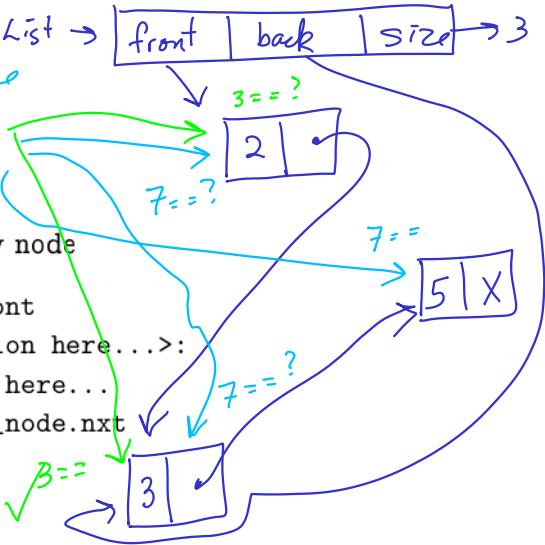 List → front back size → 3
3 == ?
2
7 == ?
7 ==
node
5 X
ont
ion here...>:
here...
7 == ?
_node.nxt
3 ==
3